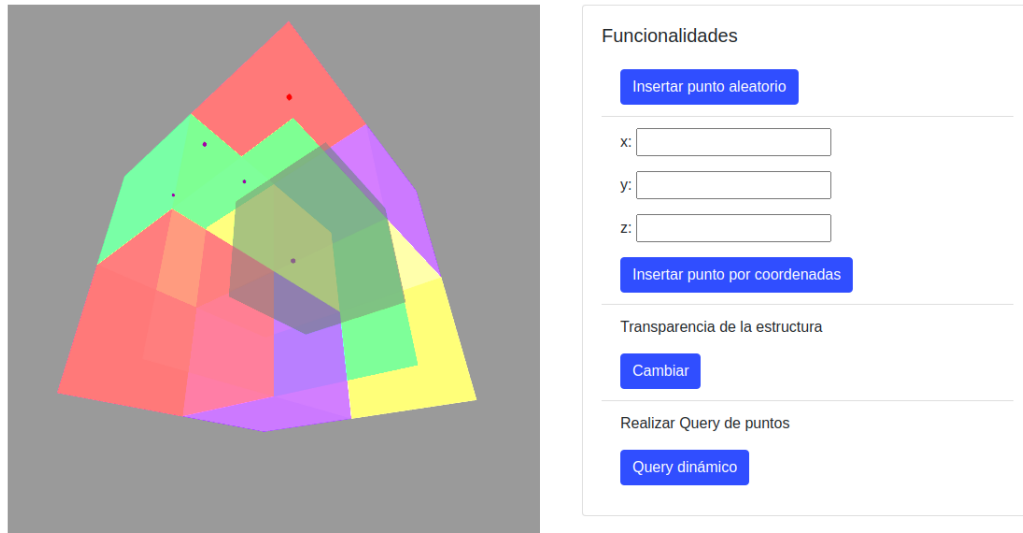 Funcionalidades
Insertar punto aleatorio
x:
y:
z:
Insertar punto por coordenadas
Transparencia de la estructura
Cambiar
Realizar Query de puntos
Query dinámico